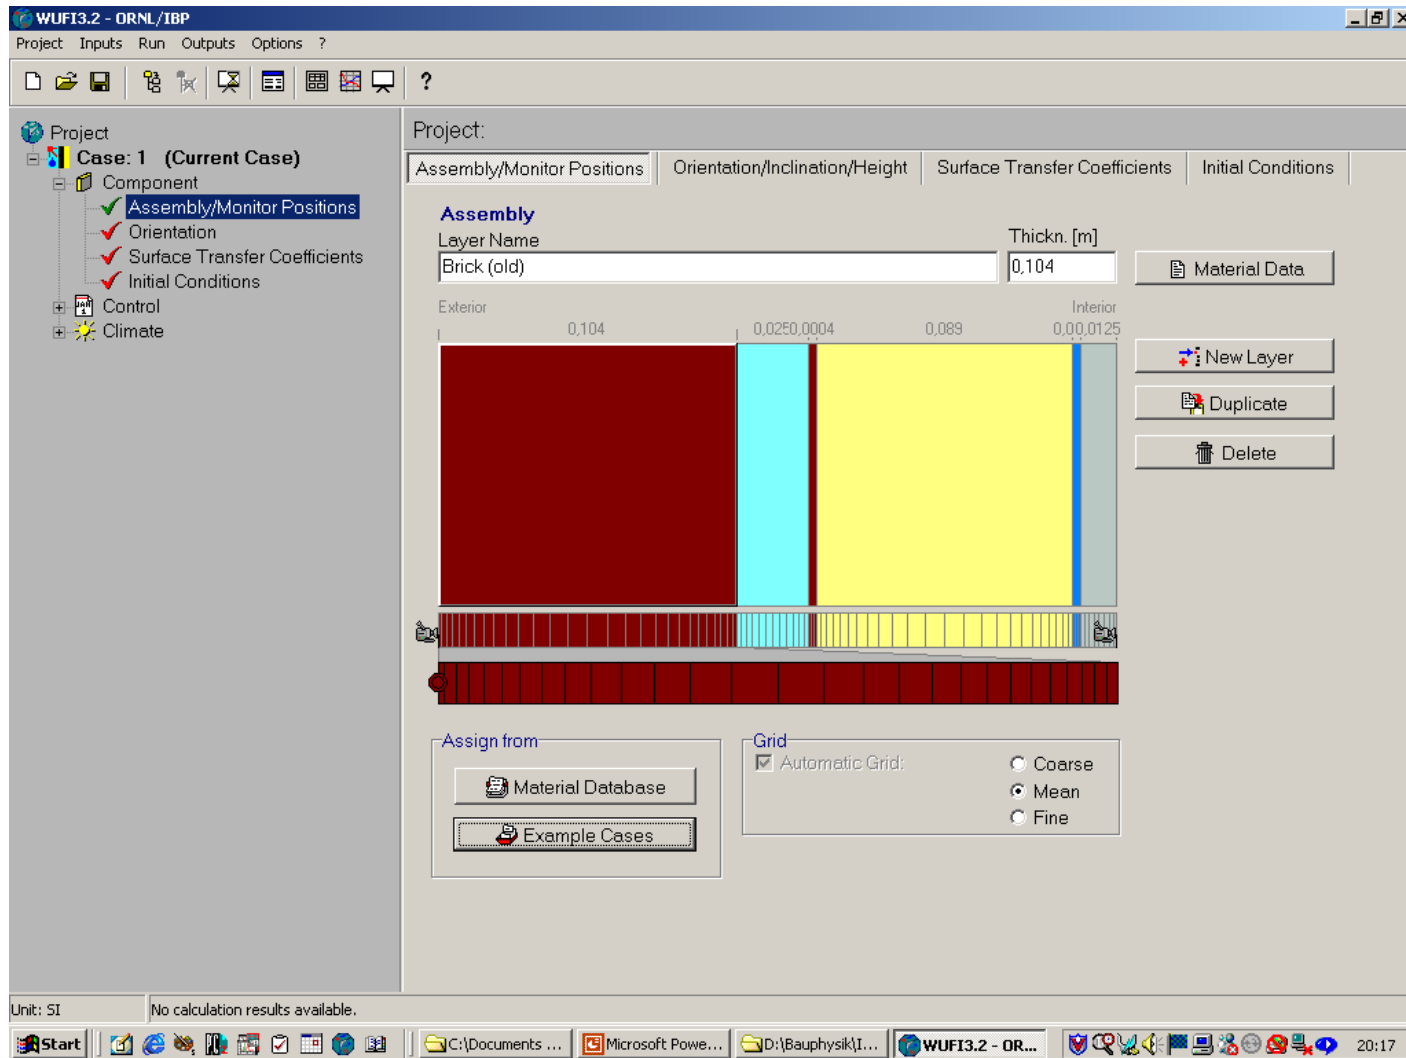 WUFI3.2 - ORNL/IBP
Project Inputs Run Outputs Options ?
?
Project
Case: 1 (Current Case)
Component
Assembly/Monitor Positions
Orientation
Surface Transfer Coefficients
Initial Conditions
Control
Climate
Project:
Assembly/Monitor Positions Orientation/Inclination/Height Surface Transfer Coefficients Initial Conditions
Assembly
Layer Name Thickn. [m]
Brick (old) 0,104
Material Data
Exterior Interior
0,104 0,0250,0004 0,089 0,00,0125
New Layer
Duplicate
Delete
Assign from
Material Database
Example Cases
Grid
Automatic Grid:
Coarse
Mean
Fine
Unit: SI No calculation results available.
Start C:\Documents ... Microsoft Powe... D:\Bauphysik\I... WUFI3.2 - OR... 20:17